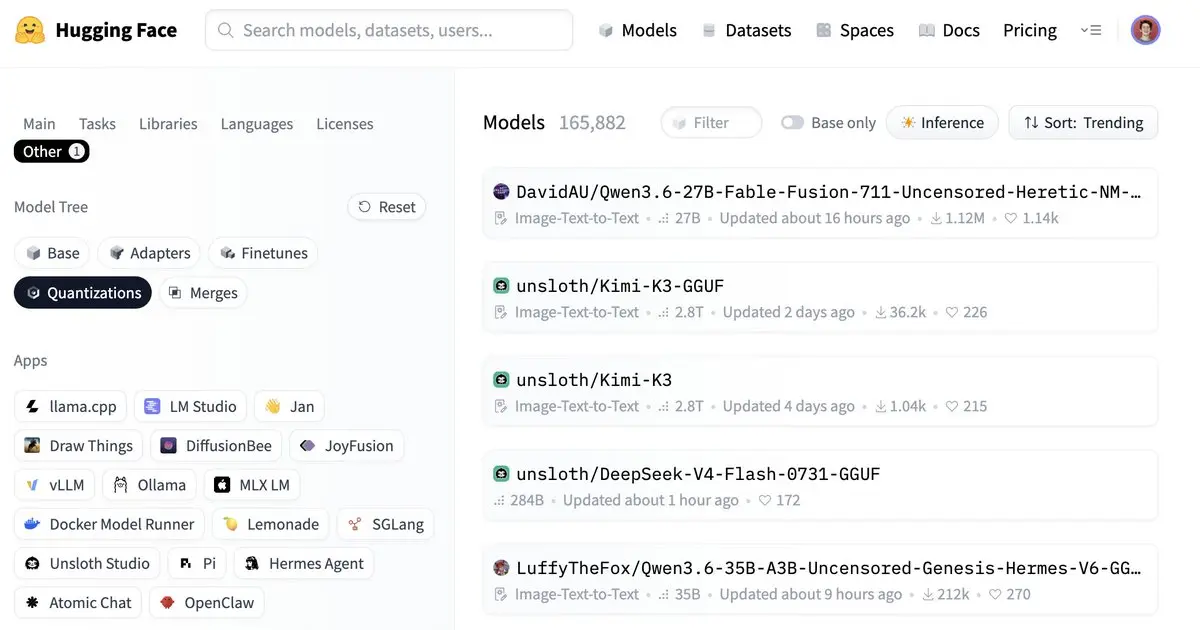 Hugging Face
Search models, datasets, users...
Models
Datasets
Spaces
Docs
Pricing
Main
Tasks
Libraries
Languages
Licenses
Other 1
Model Tree
Reset
Base
Adapters
Finetunes
Quantizations
Merges
Apps
llama.cpp
LM Studio
Jan
Draw Things
DiffusionBee
JoyFusion
vLLM
Ollama
MLX LM
Docker Model Runner
Lemonade
SGLang
Unsloth Studio
Pi
Hermes Agent
Atomic Chat
OpenClaw
Models 165,882
Filter
Base only
Inference
Sort: Trending
DavidAU/Qwen3.6-27B-Fable-Fusion-711-Uncensored-Heretic-NM-…
Image-Text-to-Text • 27B • Updated about 16 hours ago • 1.12M • 1.14k
unsloth/Kimi-K3-GGUF
Image-Text-to-Text • 2.8T • Updated 2 days ago • 36.2k • 226
unsloth/Kimi-K3
Image-Text-to-Text • 2.8T • Updated 4 days ago • 1.04k • 215
unsloth/DeepSeek-V4-Flash-0731-GGUF
284B • Updated about 1 hour ago • 172
LuffyTheFox/Qwen3.6-35B-A3B-Uncensored-Genesis-Hermes-V6-GG…
Image-Text-to-Text • 35B • Updated about 9 hours ago • 212k • 270